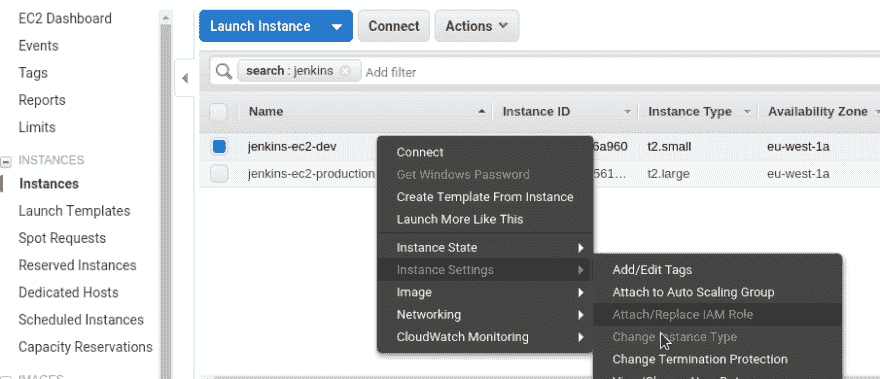 EC2 Dashboard
Events
Tags
Reports
Limits
INSTANCES
Instances
Launch Templates
Spot Requests
Reserved Instances
Dedicated Hosts
Scheduled Instances
Capacity Reservations
IMAGES
Launch Instance Connect Actions
search : jenkins Add filter
Name Instance ID Instance Type Availability Zone
jenkins-ec2-dev 6a960 t2.small eu-west-1a
jenkins-ec2-production 561... t2.large eu-west-1a
Connect
Get Windows Password
Create Template From Instance
Launch More Like This
Instance State
Instance Settings
Image
Networking
CloudWatch Monitoring
Add/Edit Tags
Attach to Auto Scaling Group
Attach/Replace IAM Role
Change Instance Type
Change Termination Protection